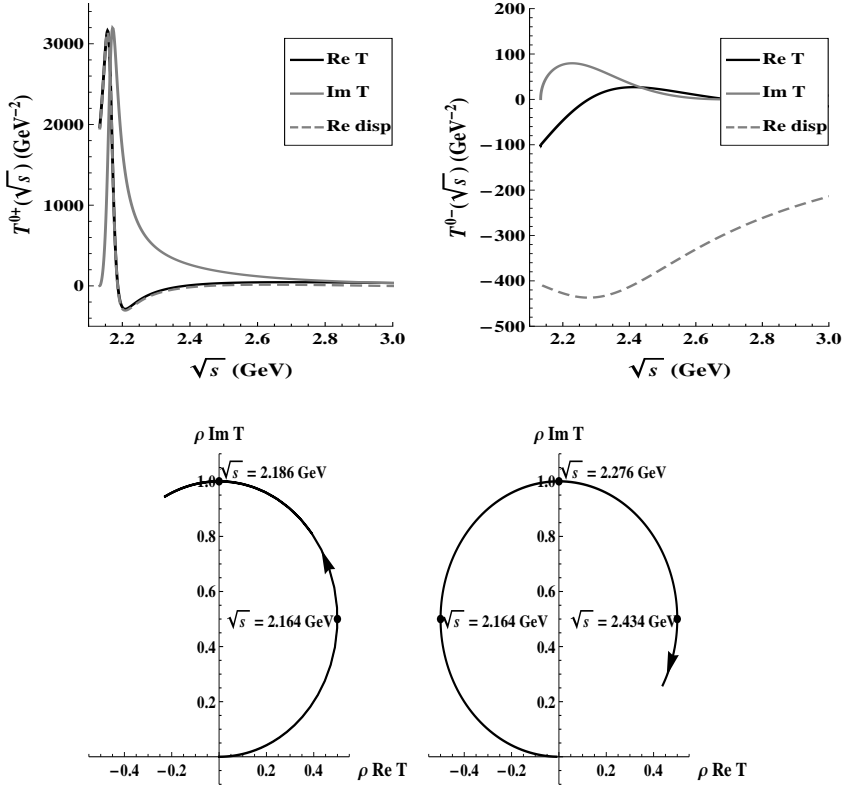 T^{0+}(√s) (GeV⁻²)
3000
2000
1000
0
2.2 2.4 2.6 2.8 3.0
√s (GeV)
Re T
Im T
Re disp
T^{0−}(√s) (GeV⁻²)
200
100
0
−100
−200
−300
−400
−500
2.2 2.4 2.6 2.8 3.0
√s (GeV)
Re T
Im T
Re disp
ρ Im T
√s = 2.186 GeV
1.0
0.8
0.6
√s = 2.164 GeV
0.4
0.2
−0.4 −0.2 0.2 0.4
ρ Re T
ρ Im T
√s = 2.276 GeV
1.0
0.8
0.6
√s = 2.164 GeV √s = 2.434 GeV
0.4
0.2
−0.4 −0.2 0.2 0.4
ρ Re T